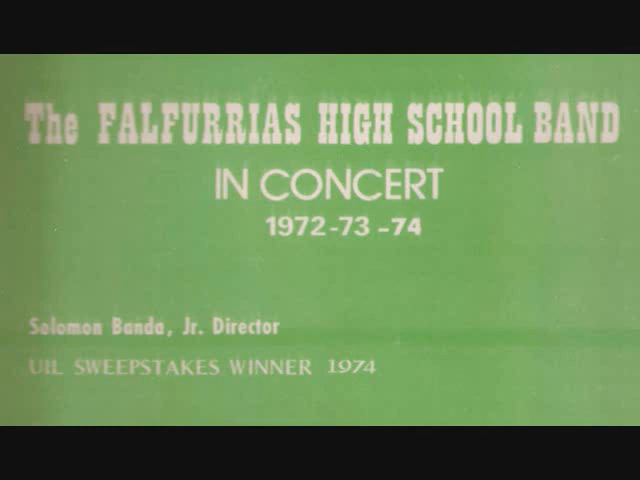 The FALFURRIAS HIGH SCHOOL BAND
IN CONCERT
1972-73-74
Solomon Banda, Jr. Director
UIL SWEEPSTAKES WINNER 1974